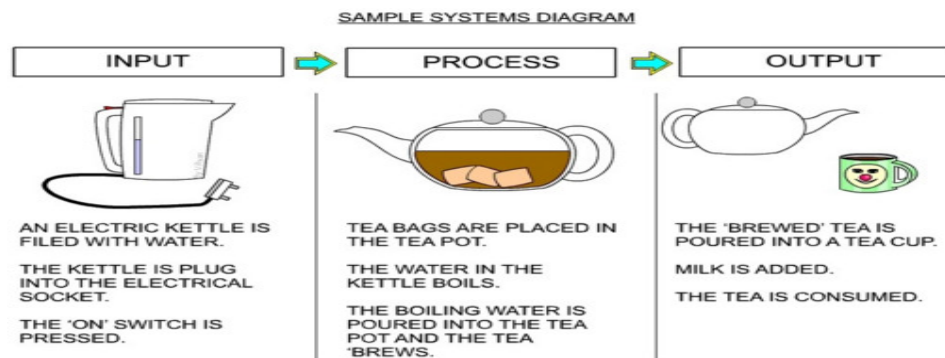 SAMPLE SYSTEMS DIAGRAM
INPUT
PROCESS
OUTPUT
AN ELECTRIC KETTLE IS
FILED WITH WATER.
THE KETTLE IS PLUG
INTO THE ELECTRICAL
SOCKET.
THE 'ON' SWITCH IS
PRESSED.
TEA BAGS ARE PLACED IN
THE TEA POT.
THE WATER IN THE
KETTLE BOILS.
THE BOILING WATER IS
POURED INTO THE TEA
POT AND THE TEA
'BREWS.
THE 'BREWED' TEA IS
POURED INTO A TEA CUP.
MILK IS ADDED.
THE TEA IS CONSUMED.